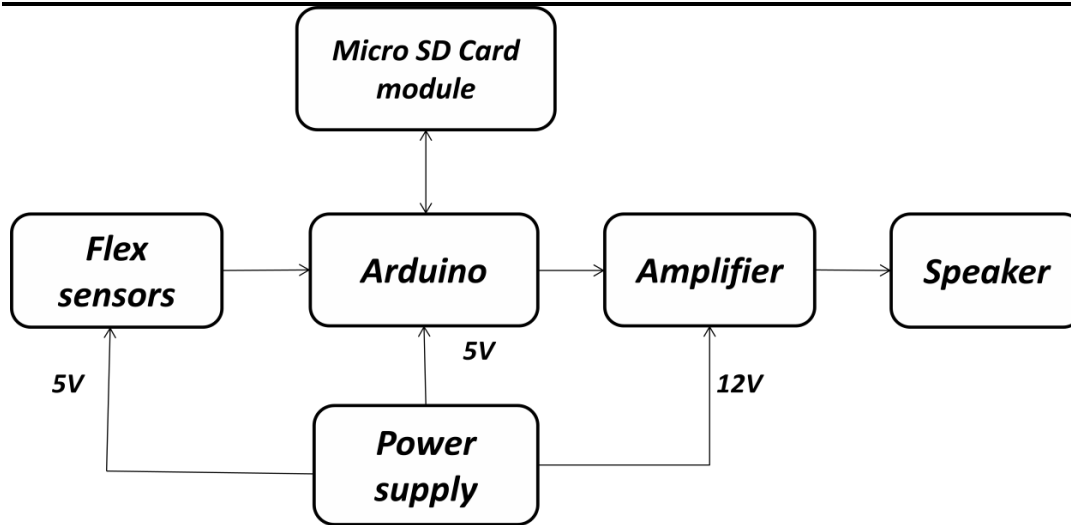 Micro SD Card
module
Flex
sensors
Arduino
Amplifier
Speaker
5V
5V
12V
Power
supply